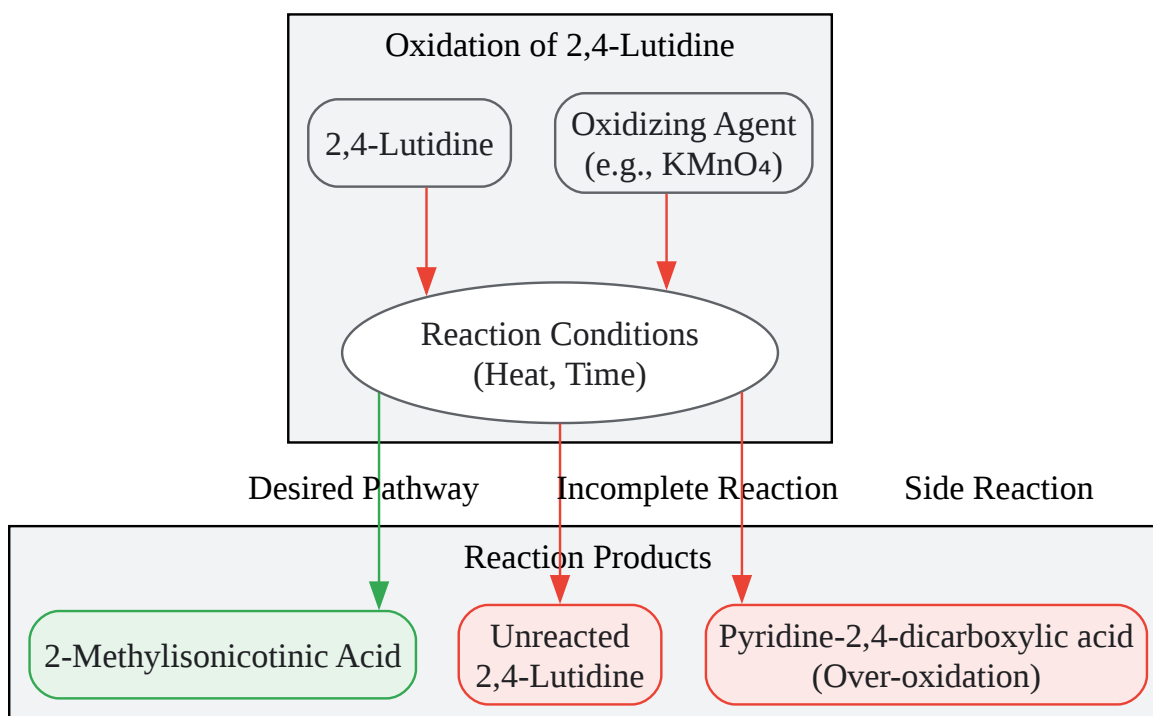 Oxidation of 2,4-Lutidine
2,4-Lutidine
Oxidizing Agent
(e.g., KMnO₄)
Reaction Conditions
(Heat, Time)
Desired Pathway
Incomplete Reaction
Side Reaction
Reaction Products
2-Methylisonicotinic Acid
Unreacted
2,4-Lutidine
Pyridine-2,4-dicarboxylic acid
(Over-oxidation)